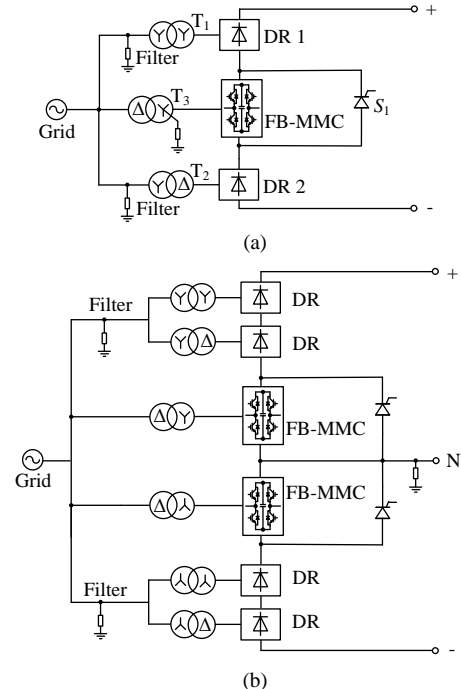 T1
+
DR 1
Filter
T3
S1
Grid
FB-MMC
T2
DR 2
Filter
-
(a)
+
Filter
DR
DR
FB-MMC
N
Grid
FB-MMC
Filter
DR
DR
-
(b)